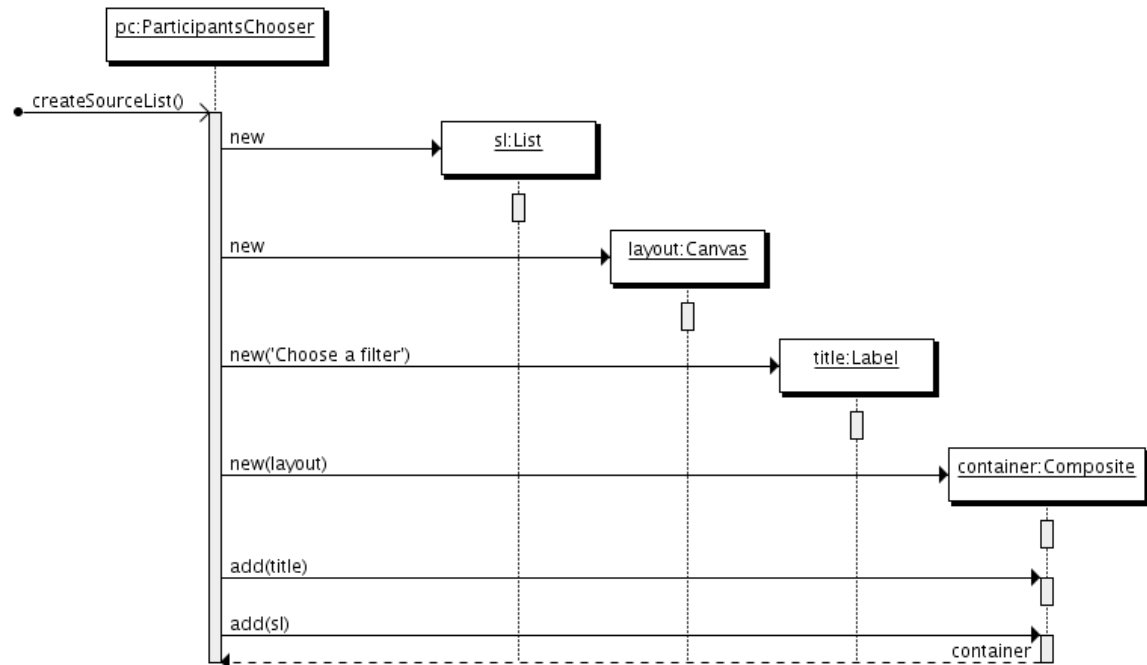 pc:ParticipantsChooser
createSourceList()
new
sl:List
new
layout:Canvas
new('Choose a filter')
title:Label
new(layout)
container:Composite
add(title)
add(sl)
container